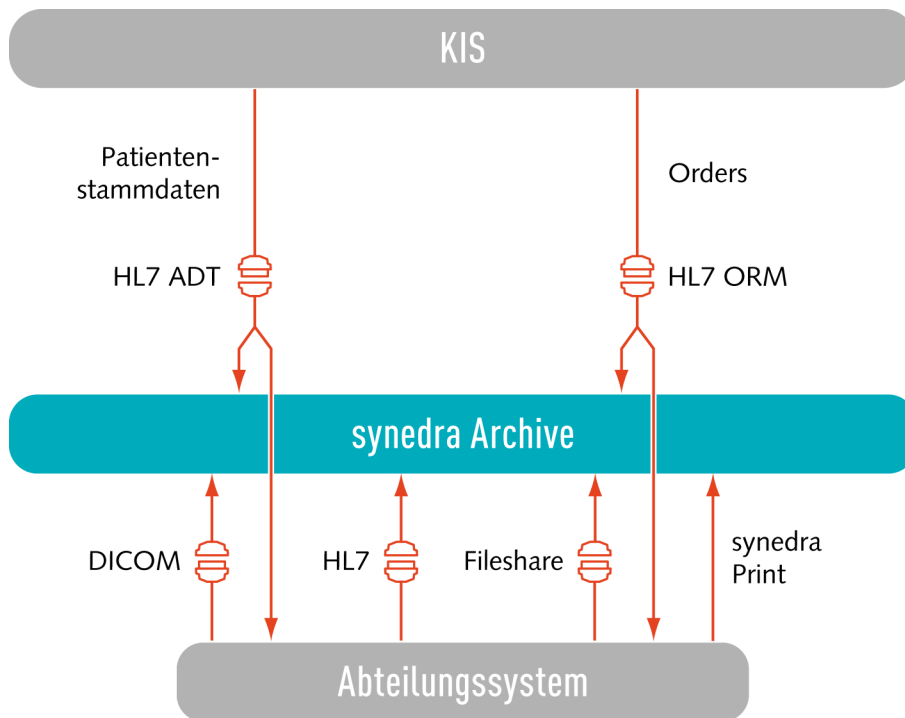 KIS
Patienten-
stammdaten
Orders
HL7 ADT
HL7 ORM
synedra Archive
DICOM
HL7
Fileshare
synedra
Print
Abteilungssystem